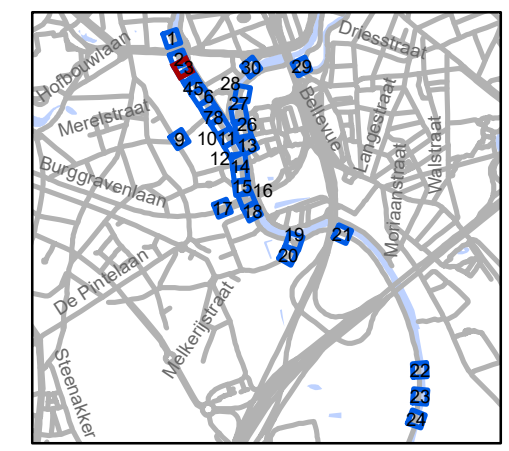 1
2
3
4 5
6
7 8
9
10 11
12
13
14
15
16
17
18
19
20
21
22
23
24
26
27
28
29
30
Driesstraat
Hofbouwlaan
Merelstraat
Bellevue
Langestraat
Walstraat
Moriaanstraat
Burggravenlaan
De Pintelaan
Melkerijstraat
Steenakker